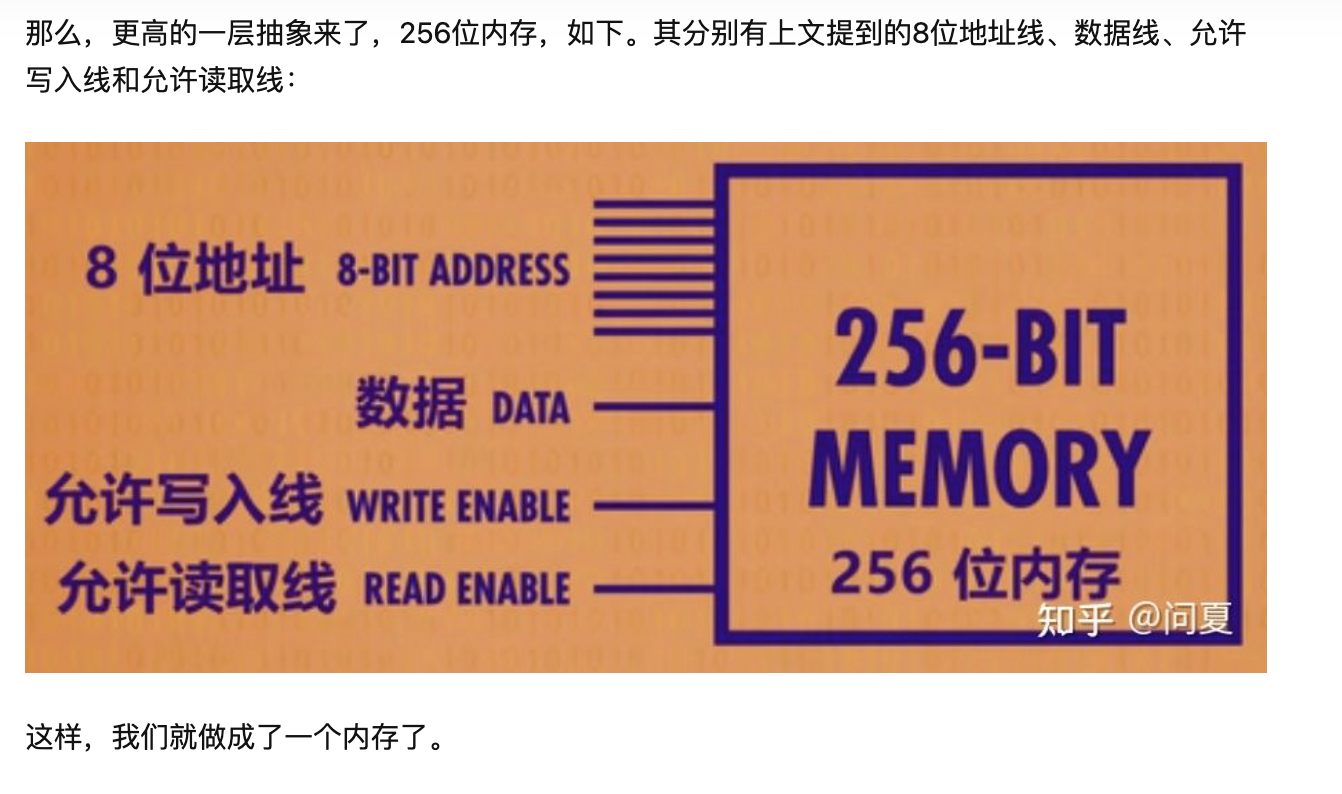 那么，更高的一层抽象来了，256位内存，如下。其分别有上文提到的8位地址线、数据线、允许
写入线和允许读取线：
8 位地址 8-BIT ADDRESS
数据 DATA
允许写入线 WRITE ENABLE
允许读取线 READ ENABLE
256-BIT
MEMORY
256 位内存
知乎 @问夏
这样，我们就做成了一个内存了。